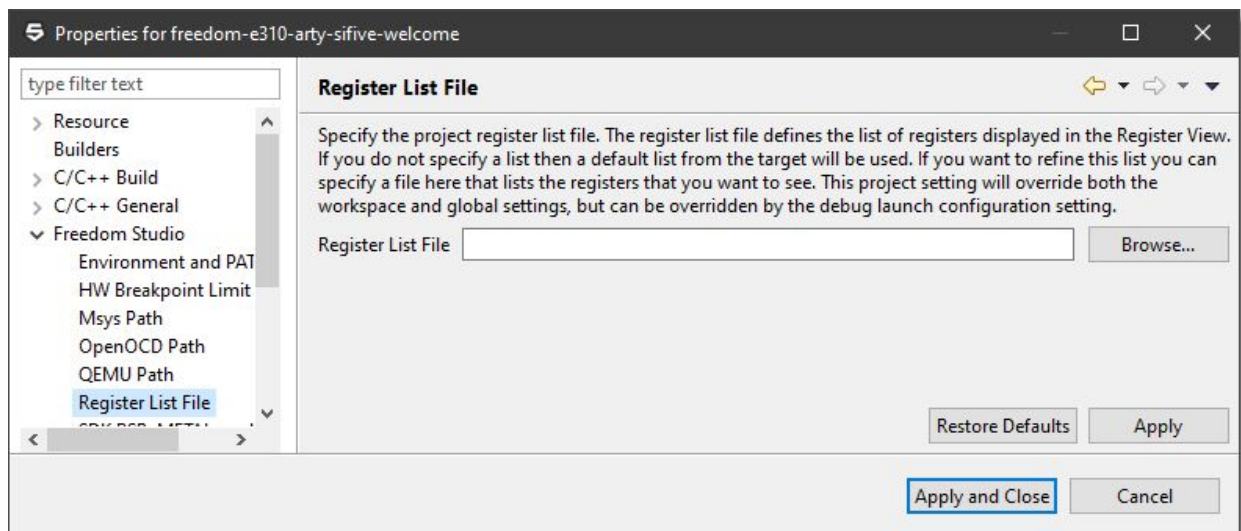 Properties for freedom-e310-arty-sifive-welcome
type filter text
Resource
Builders
C/C++ Build
C/C++ General
Freedom Studio
Environment and PAT
HW Breakpoint Limit
Msys Path
OpenOCD Path
QEMU Path
Register List File
Register List File
Specify the project register list file. The register list file defines the list of registers displayed in the Register View.
If you do not specify a list then a default list from the target will be used. If you want to refine this list you can
specify a file here that lists the registers that you want to see. This project setting will override both the
workspace and global settings, but can be overridden by the debug launch configuration setting.
Register List File
Browse...
Restore Defaults
Apply
Apply and Close
Cancel